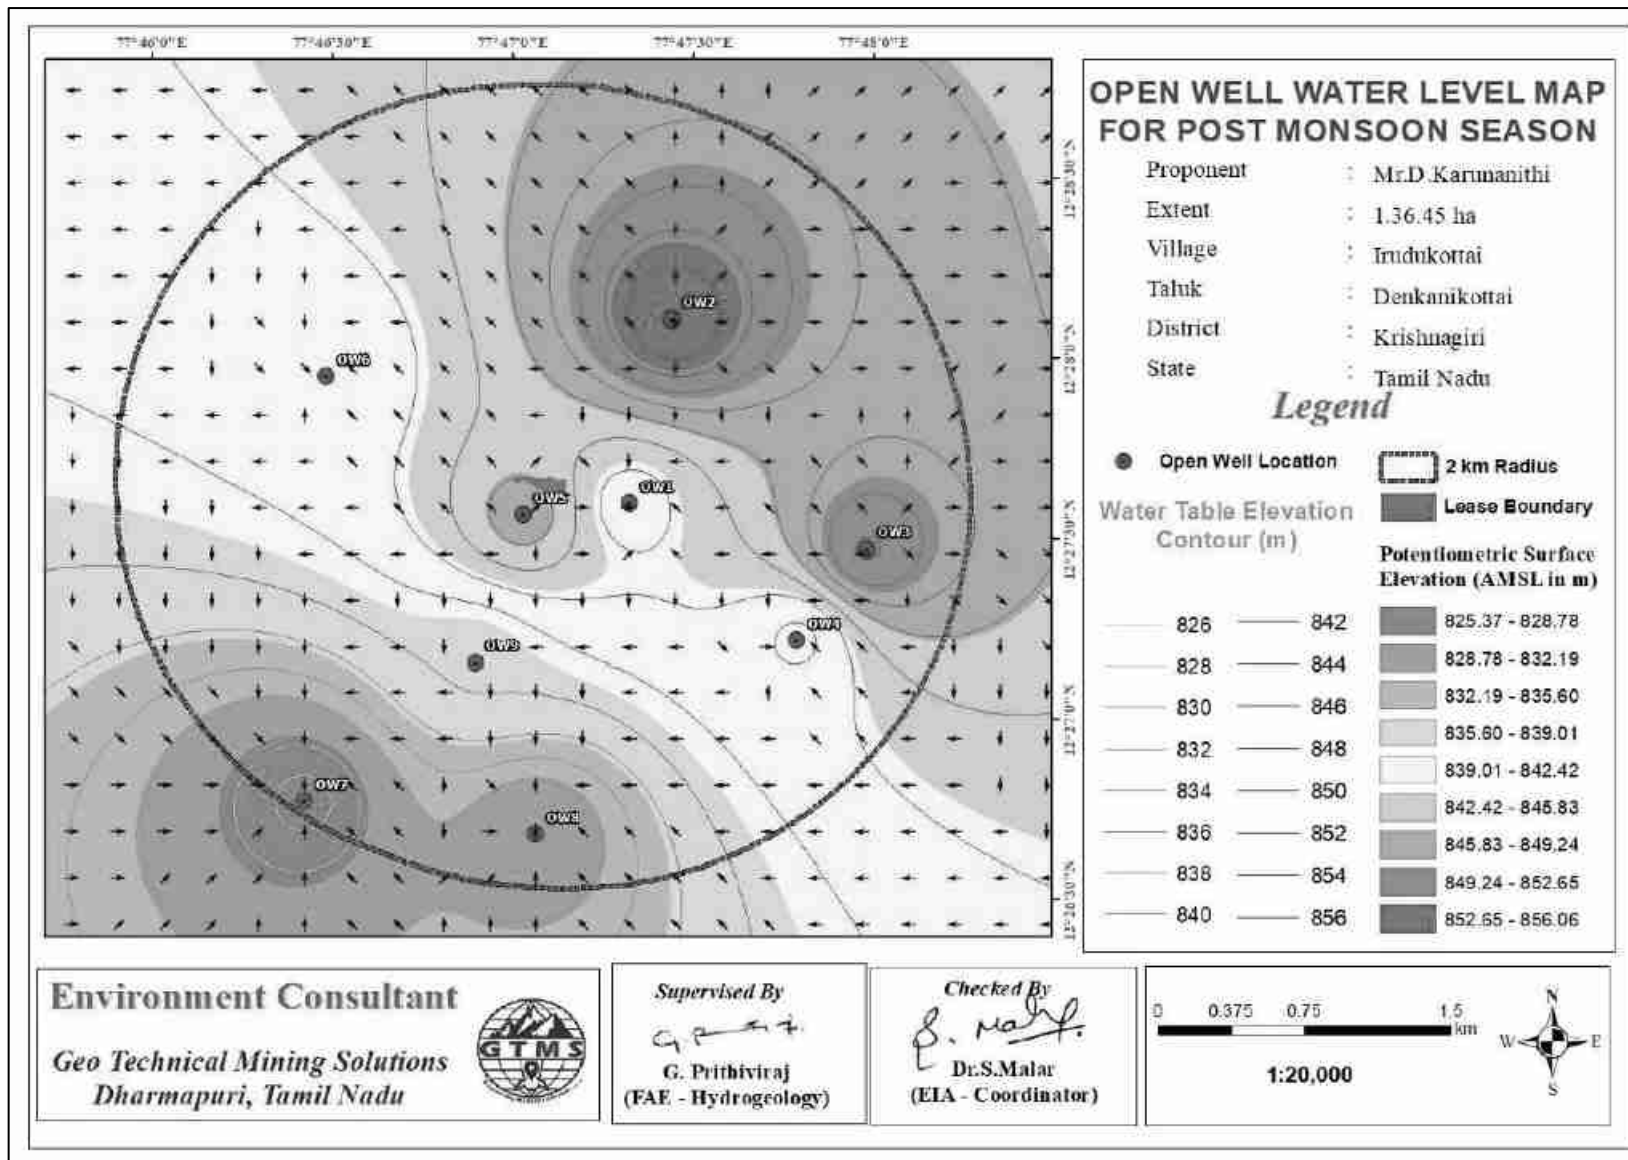 77°46'0"E 77°46'30"E 77°47'0"E 77°47'30"E 77°48'0"E
12°28'30"N
12°28'0"N
12°27'30"N
12°27'0"N
12°26'30"N
OW2
OW6
OW5
OW1
OW3
OW4
OW9
OW7
OW8
OPEN WELL WATER LEVEL MAP
FOR POST MONSOON SEASON
Proponent : Mr.D.Karunanithi
Extent : 1.36.45 ha
Village : Irudukottai
Taluk : Denkanikottai
District : Krishnagiri
State : Tamil Nadu
Legend
Open Well Location
2 km Radius
Lease Boundary
Water Table Elevation
Contour (m)
826 842
828 844
830 846
832 848
834 850
836 852
838 854
840 856
Potentiometric Surface
Elevation (AMSL in m)
825.37 - 828.78
828.78 - 832.19
832.19 - 835.60
835.60 - 839.01
839.01 - 842.42
842.42 - 845.83
845.83 - 849.24
849.24 - 852.65
852.65 - 856.06
Environment Consultant
Geo Technical Mining Solutions
Dharmapuri, Tamil Nadu
GTMS
Supervised By
G. Prithiviraj
(FAE - Hydrogeology)
Checked By
Dr.S.Malar
(EIA - Coordinator)
0 0.375 0.75 1.5
km
1:20,000
N
W E
S